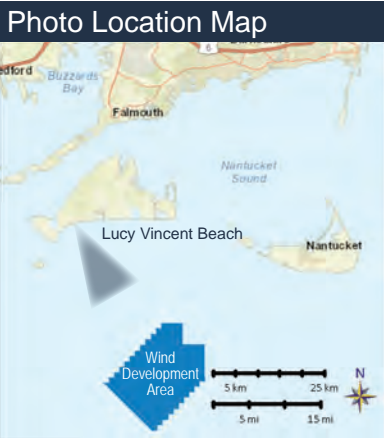 Photo Location Map
6
edford
Buzzards
Bay
Falmouth
Nantucket
Sound
Lucy Vincent Beach
Nantucket
Wind
Development
Area
N
5 km 25 km
5 mi 15 mi